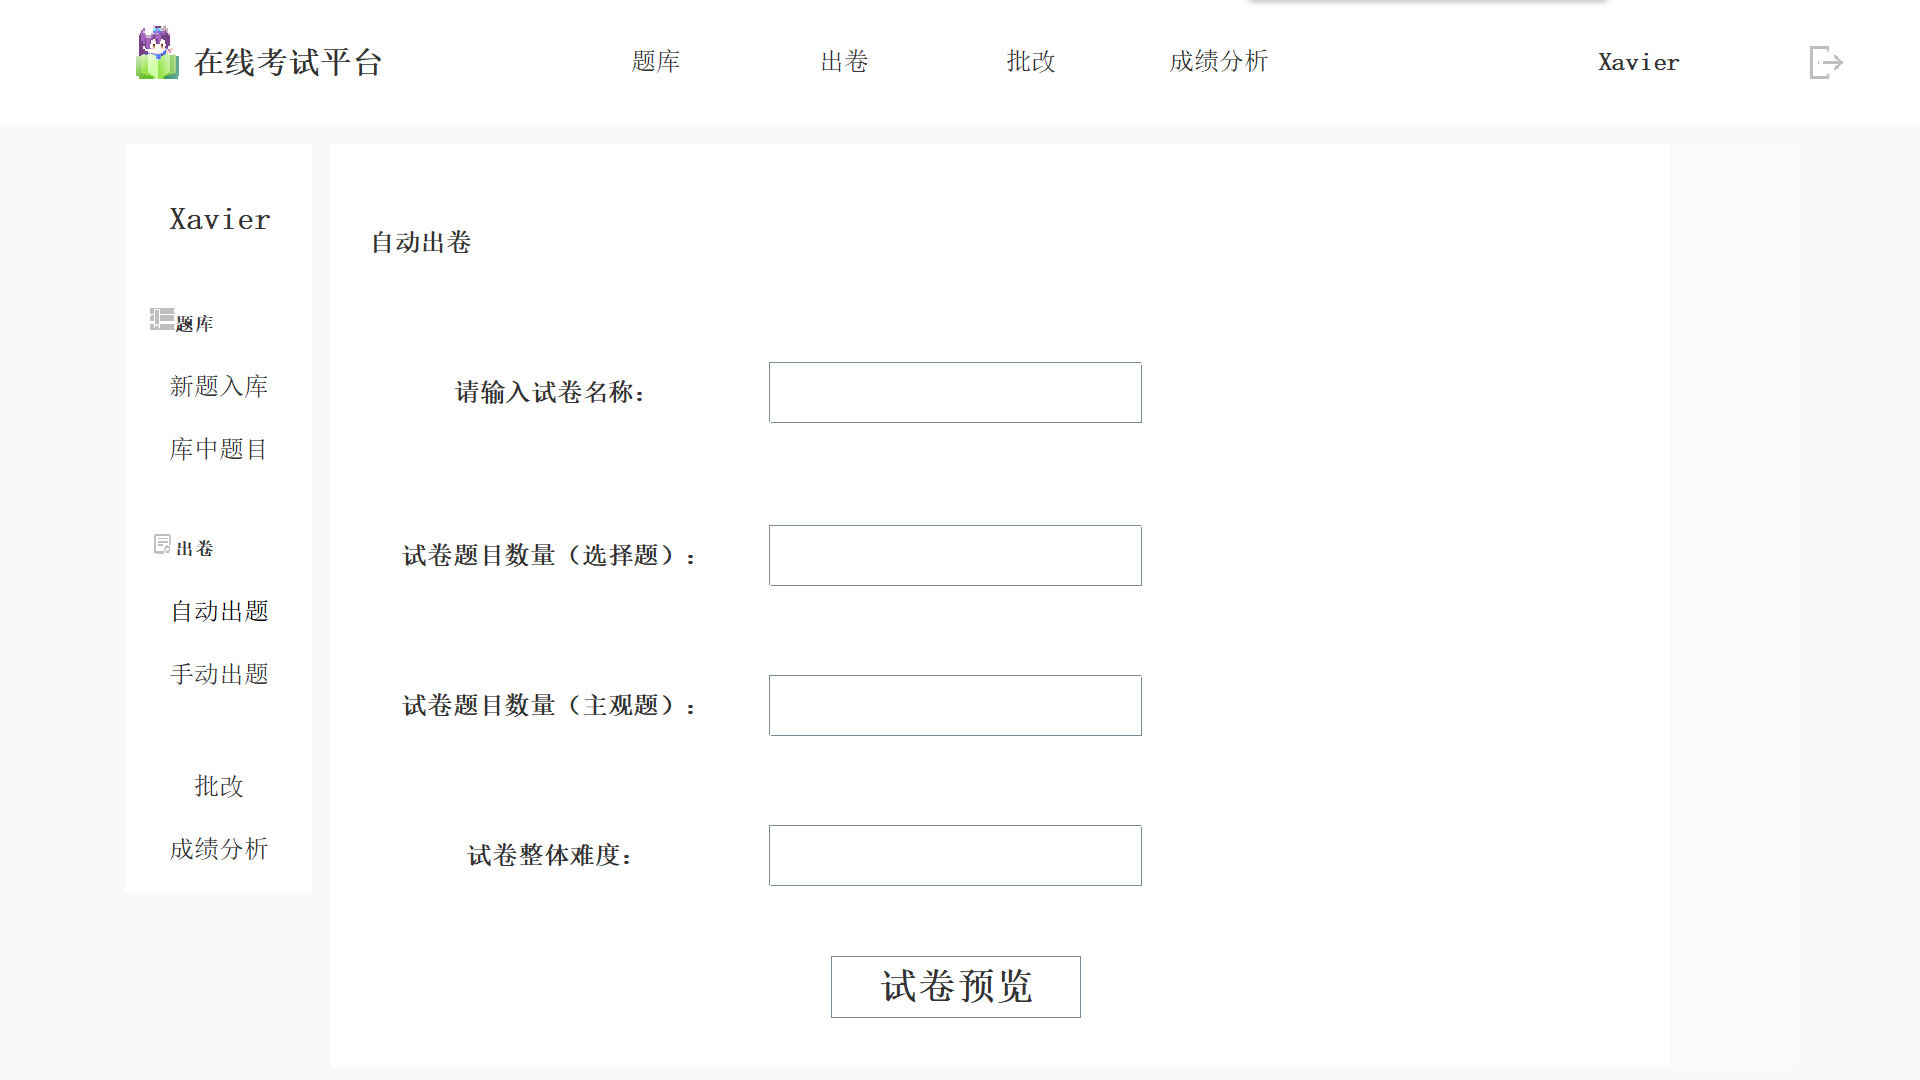 在线考试平台
题库
出卷
批改
成绩分析
Xavier
Xavier
题库
新题入库
库中题目
出卷
自动出题
手动出题
批改
成绩分析
自动出卷
请输入试卷名称：
试卷题目数量（选择题）：
试卷题目数量（主观题）：
试卷整体难度：
试卷预览